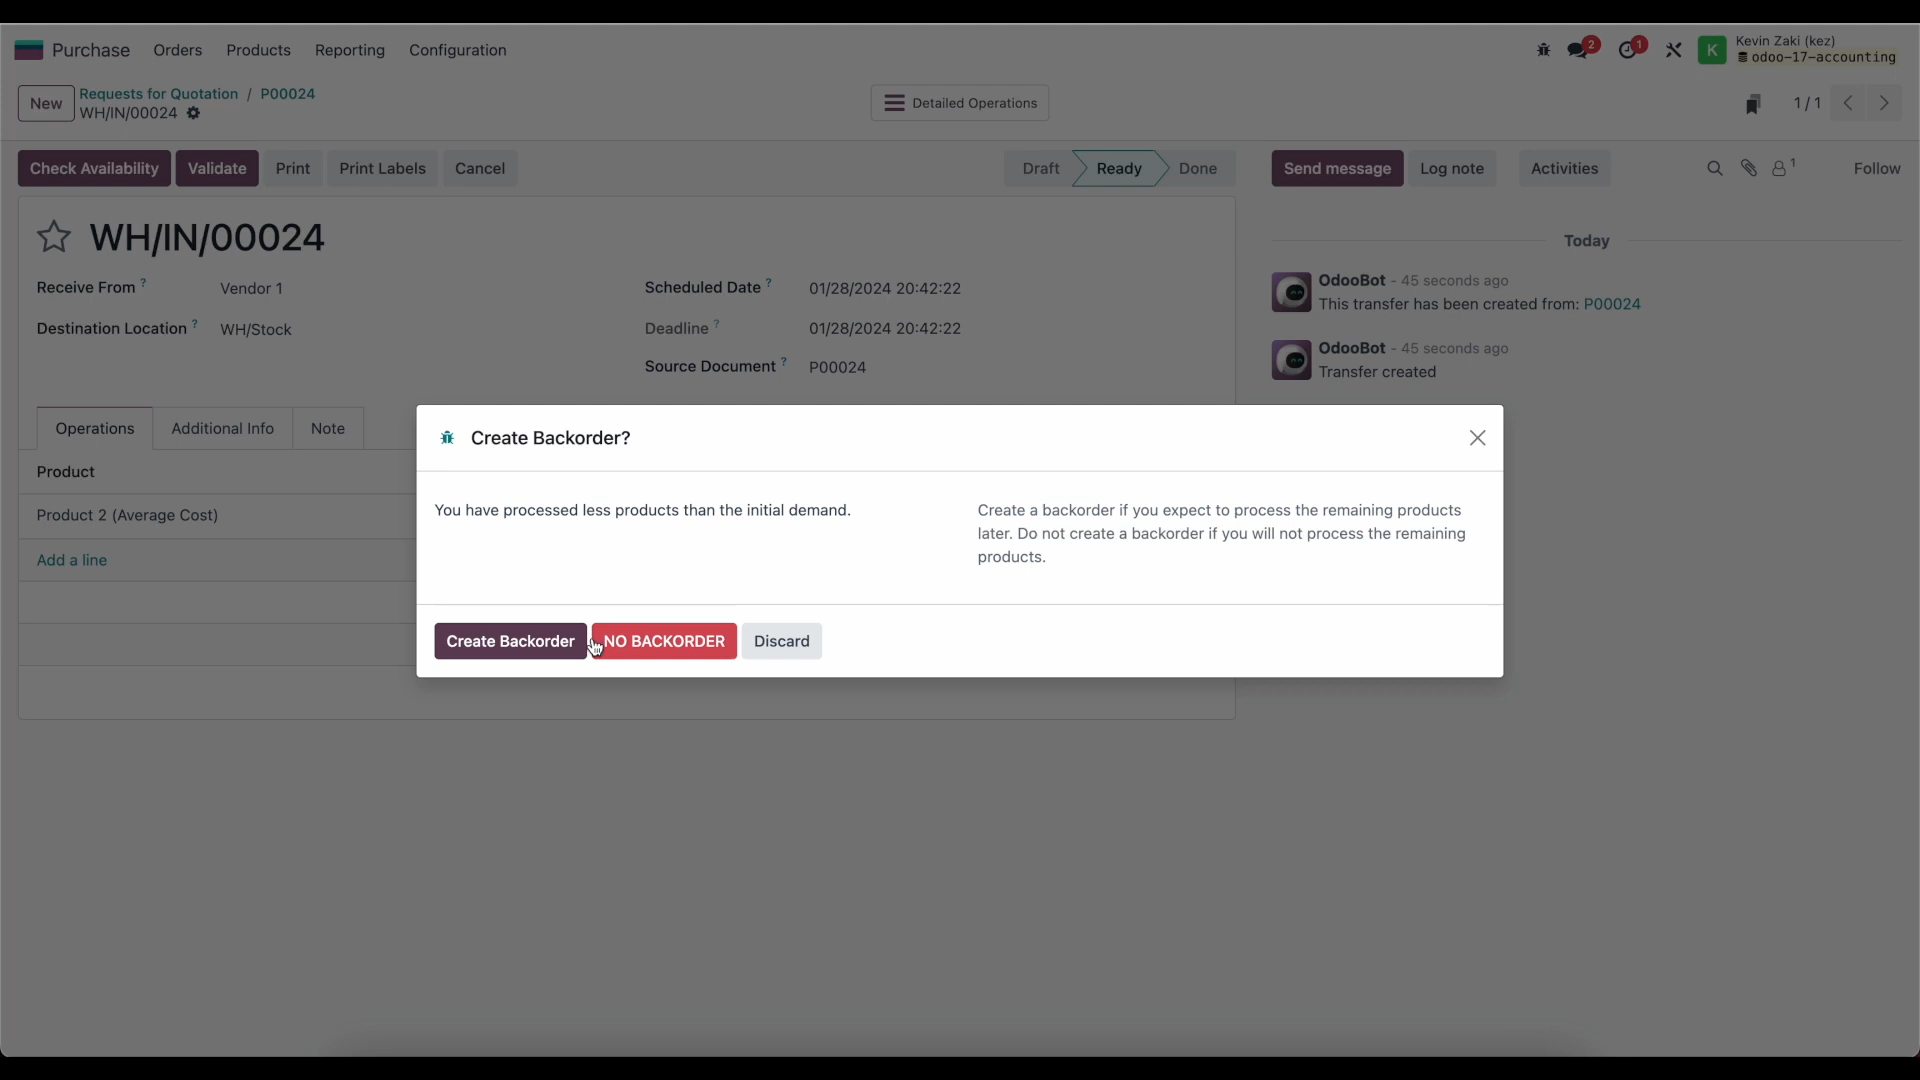 Purchase Orders Products Reporting Configuration
2 1 K Kevin Zaki (kez)
odoo-17-accounting
New Requests for Quotation / P00024
WH/IN/00024
Detailed Operations
1 / 1
Check Availability Validate Print Print Labels Cancel
Draft Ready Done
Send message Log note Activities 1 Follow
WH/IN/00024
Receive From ? Vendor 1
Destination Location ? WH/Stock
Scheduled Date ? 01/28/2024 20:42:22
Deadline ? 01/28/2024 20:42:22
Source Document ? P00024
Today
OdooBot - 45 seconds ago
This transfer has been created from: P00024
OdooBot - 45 seconds ago
Transfer created
Operations Additional Info Note
Product
Product 2 (Average Cost)
Add a line
Create Backorder?
You have processed less products than the initial demand.
Create a backorder if you expect to process the remaining products
later. Do not create a backorder if you will not process the remaining
products.
Create Backorder NO BACKORDER Discard